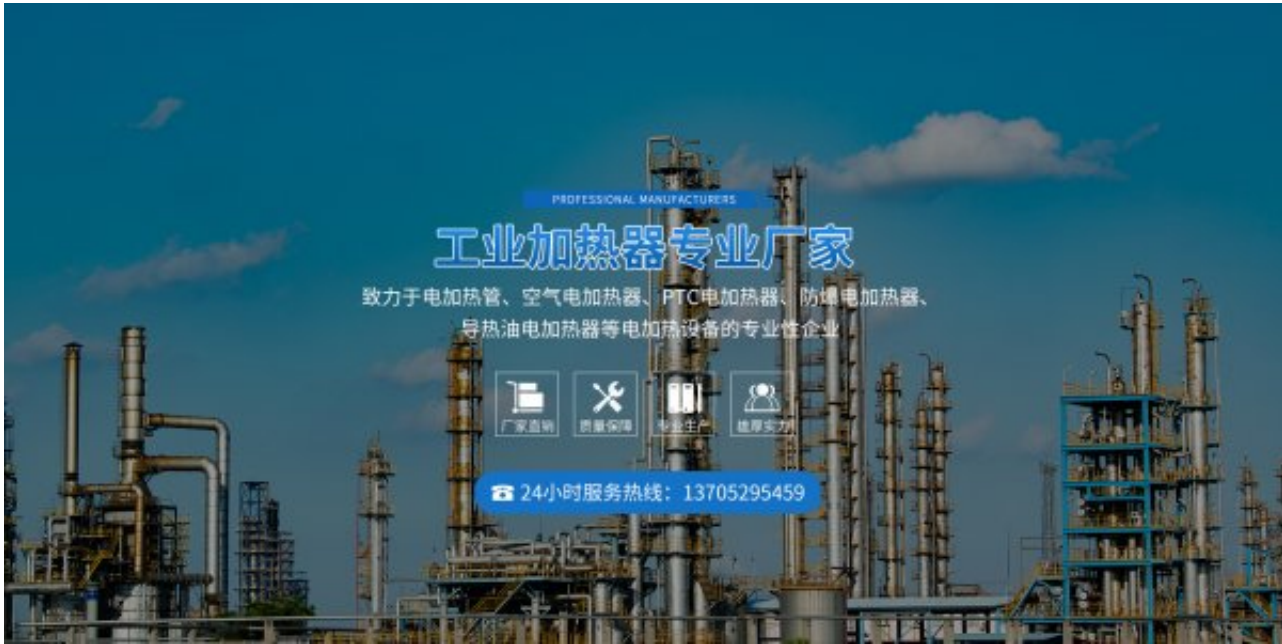 PROFESSIONAL MANUFACTURERS
工业加热器专业厂家
致力于电加热管、空气电加热器、PTC电加热器、防爆电加热器、
导热油电加热器等电加热设备的专业性企业
厂家直销 质量保障 专业生产 雄厚实力
24小时服务热线：13705295459